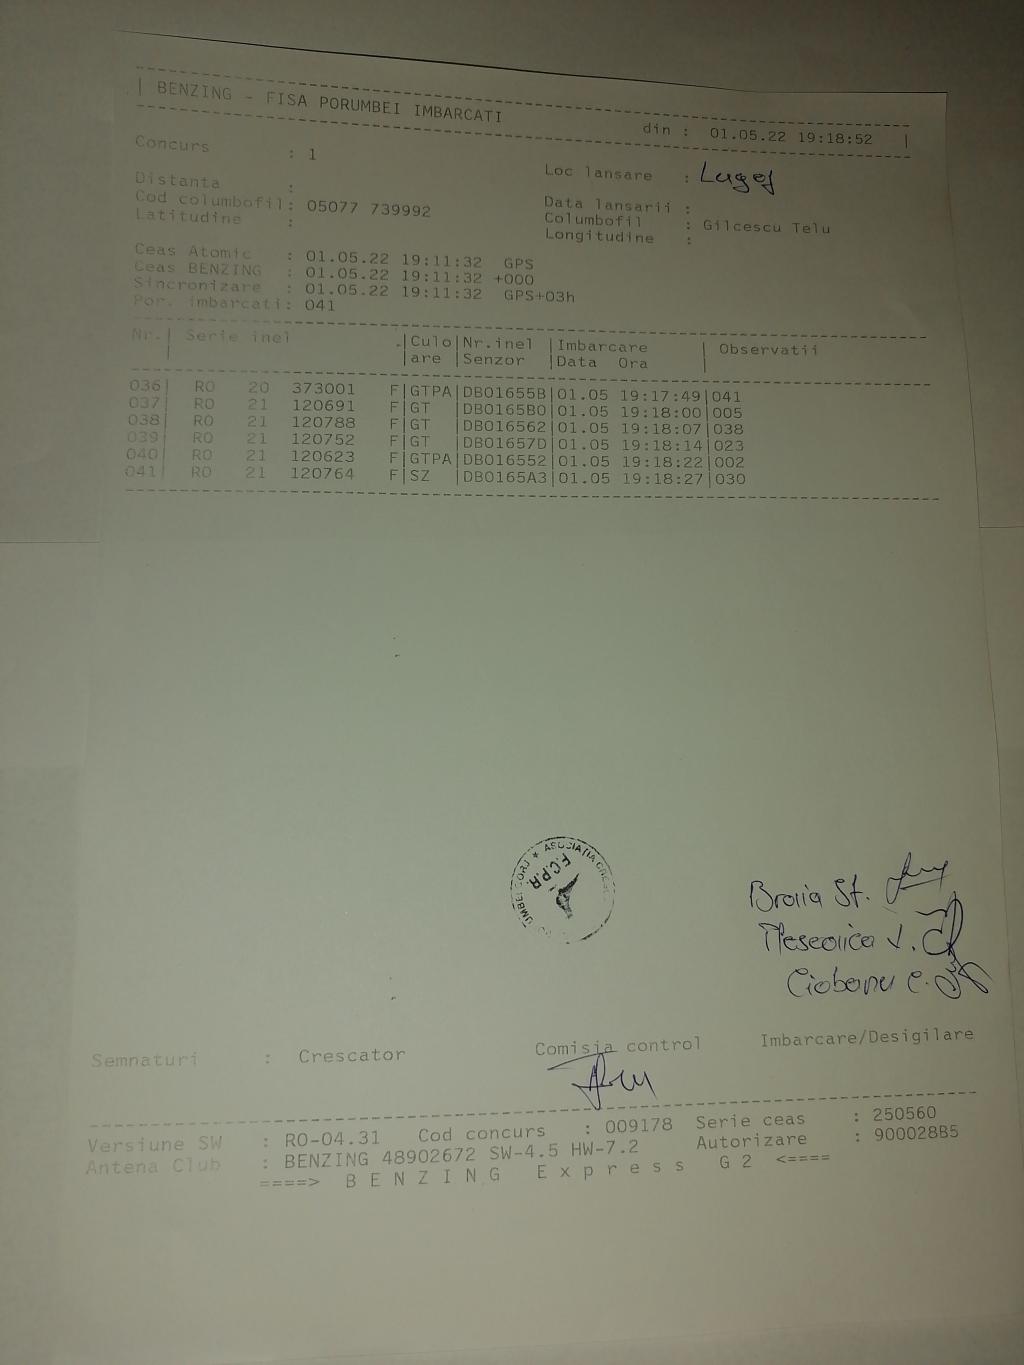 BENZING - FISA PORUMBEI IMBARCATI din : 01.05.22 19:18:52
Concurs : 1 Loc lansare : Lugoj
Distanta : Data lansarii :
Cod columbofil: 05077 739992 Columbofil : Gilcescu Telu
Latitudine : Longitudine :
Ceas Atomic : 01.05.22 19:11:32 GPS
Ceas BENZING : 01.05.22 19:11:32 +000
Sincronizare : 01.05.22 19:11:32 GPS+03h
Por. imbarcati: 041
Nr.| Serie inel .|Culo|Nr.inel |Imbarcare | Observatii
| |are |Senzor |Data Ora |
036| RO 20 373001 F|GTPA|DB01655B|01.05 19:17:49|041
037| RO 21 120691 F|GT |DB0165B0|01.05 19:18:00|005
038| RO 21 120788 F|GT |DB016562|01.05 19:18:07|038
039| RO 21 120752 F|GT |DB01657D|01.05 19:18:14|023
040| RO 21 120623 F|GTPA|DB016552|01.05 19:18:22|002
041| RO 21 120764 F|SZ |DB0165A3|01.05 19:18:27|030
ASOCIATIA
F.C.P.R.
GORJ
St.
Ciobanu C.
Semnaturi : Crescator Comisia control Imbarcare/Desigilare
Versiune SW : RO-04.31 Cod concurs : 009178 Serie ceas : 250560
Antena Club : BENZING 48902672 SW-4.5 HW-7.2 Autorizare : 900028B5
====> B E N Z I N G E x p r e s s G 2 <====